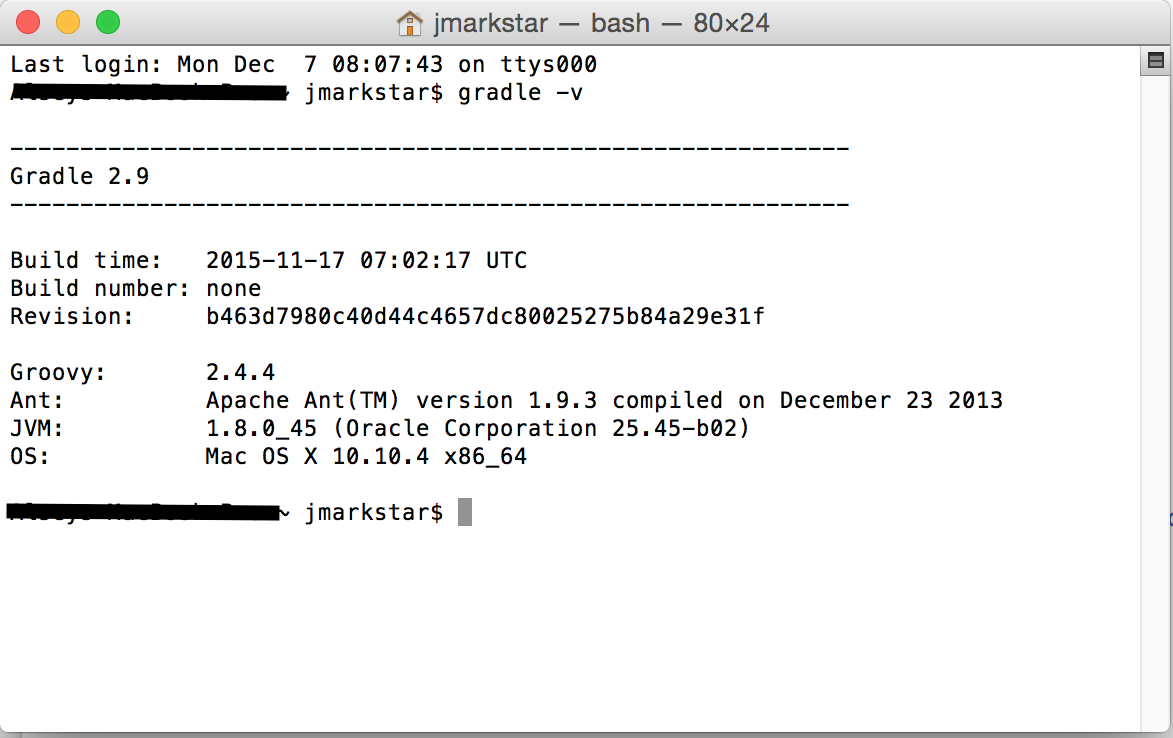 jmarkstar — bash — 80×24
Last login: Mon Dec  7 08:07:43 on ttys000
jmarkstar$ gradle -v
------------------------------------------------------------
Gradle 2.9
------------------------------------------------------------
Build time:   2015-11-17 07:02:17 UTC
Build number: none
Revision:     b463d7980c40d44c4657dc80025275b84a29e31f
Groovy:       2.4.4
Ant:          Apache Ant(TM) version 1.9.3 compiled on December 23 2013
JVM:          1.8.0_45 (Oracle Corporation 25.45-b02)
OS:           Mac OS X 10.10.4 x86_64
~ jmarkstar$